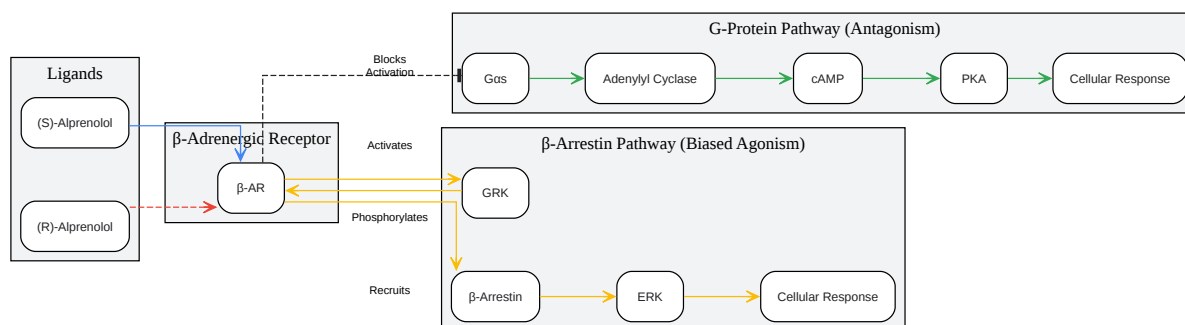 G-Protein Pathway (Antagonism)
Blocks
Activation
Gαs
Adenylyl Cyclase
cAMP
PKA
Cellular Response
Ligands
(S)-Alprenolol
(R)-Alprenolol
β-Adrenergic Receptor
β-AR
Activates
Phosphorylates
Recruits
β-Arrestin Pathway (Biased Agonism)
GRK
β-Arrestin
ERK
Cellular Response